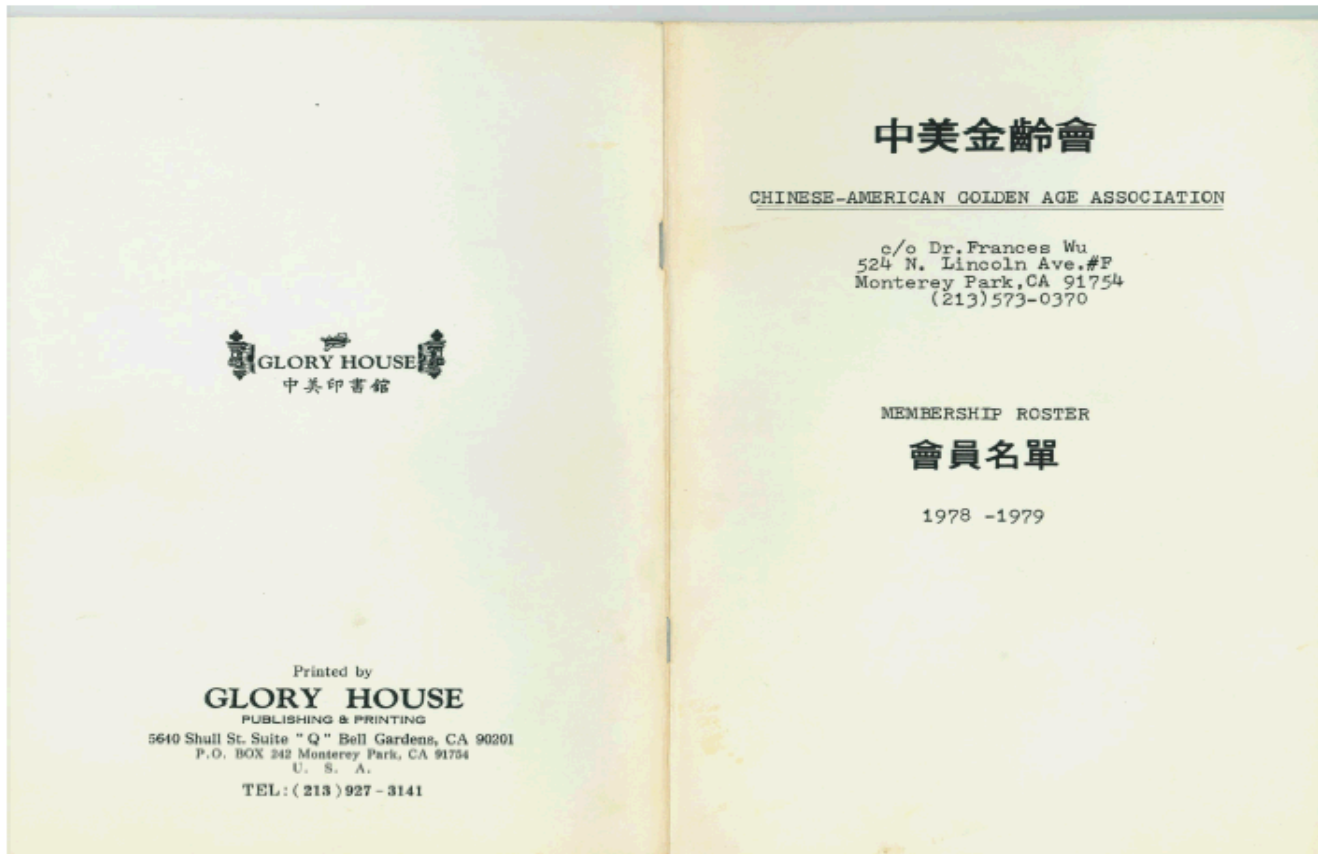 GLORY HOUSE
中美印書館
Printed by
GLORY HOUSE
PUBLISHING & PRINTING
5640 Shull St. Suite " Q " Bell Gardens, CA 90201
P.O. BOX 242 Monterey Park, CA 91754
U. S. A.
TEL:(213)927-3141
中美金齡會
CHINESE-AMERICAN GOLDEN AGE ASSOCIATION
c/o Dr.Frances Wu
524 N. Lincoln Ave.#F
Monterey Park,CA 91754
(213)573-0370
MEMBERSHIP ROSTER
會員名單
1978 -1979